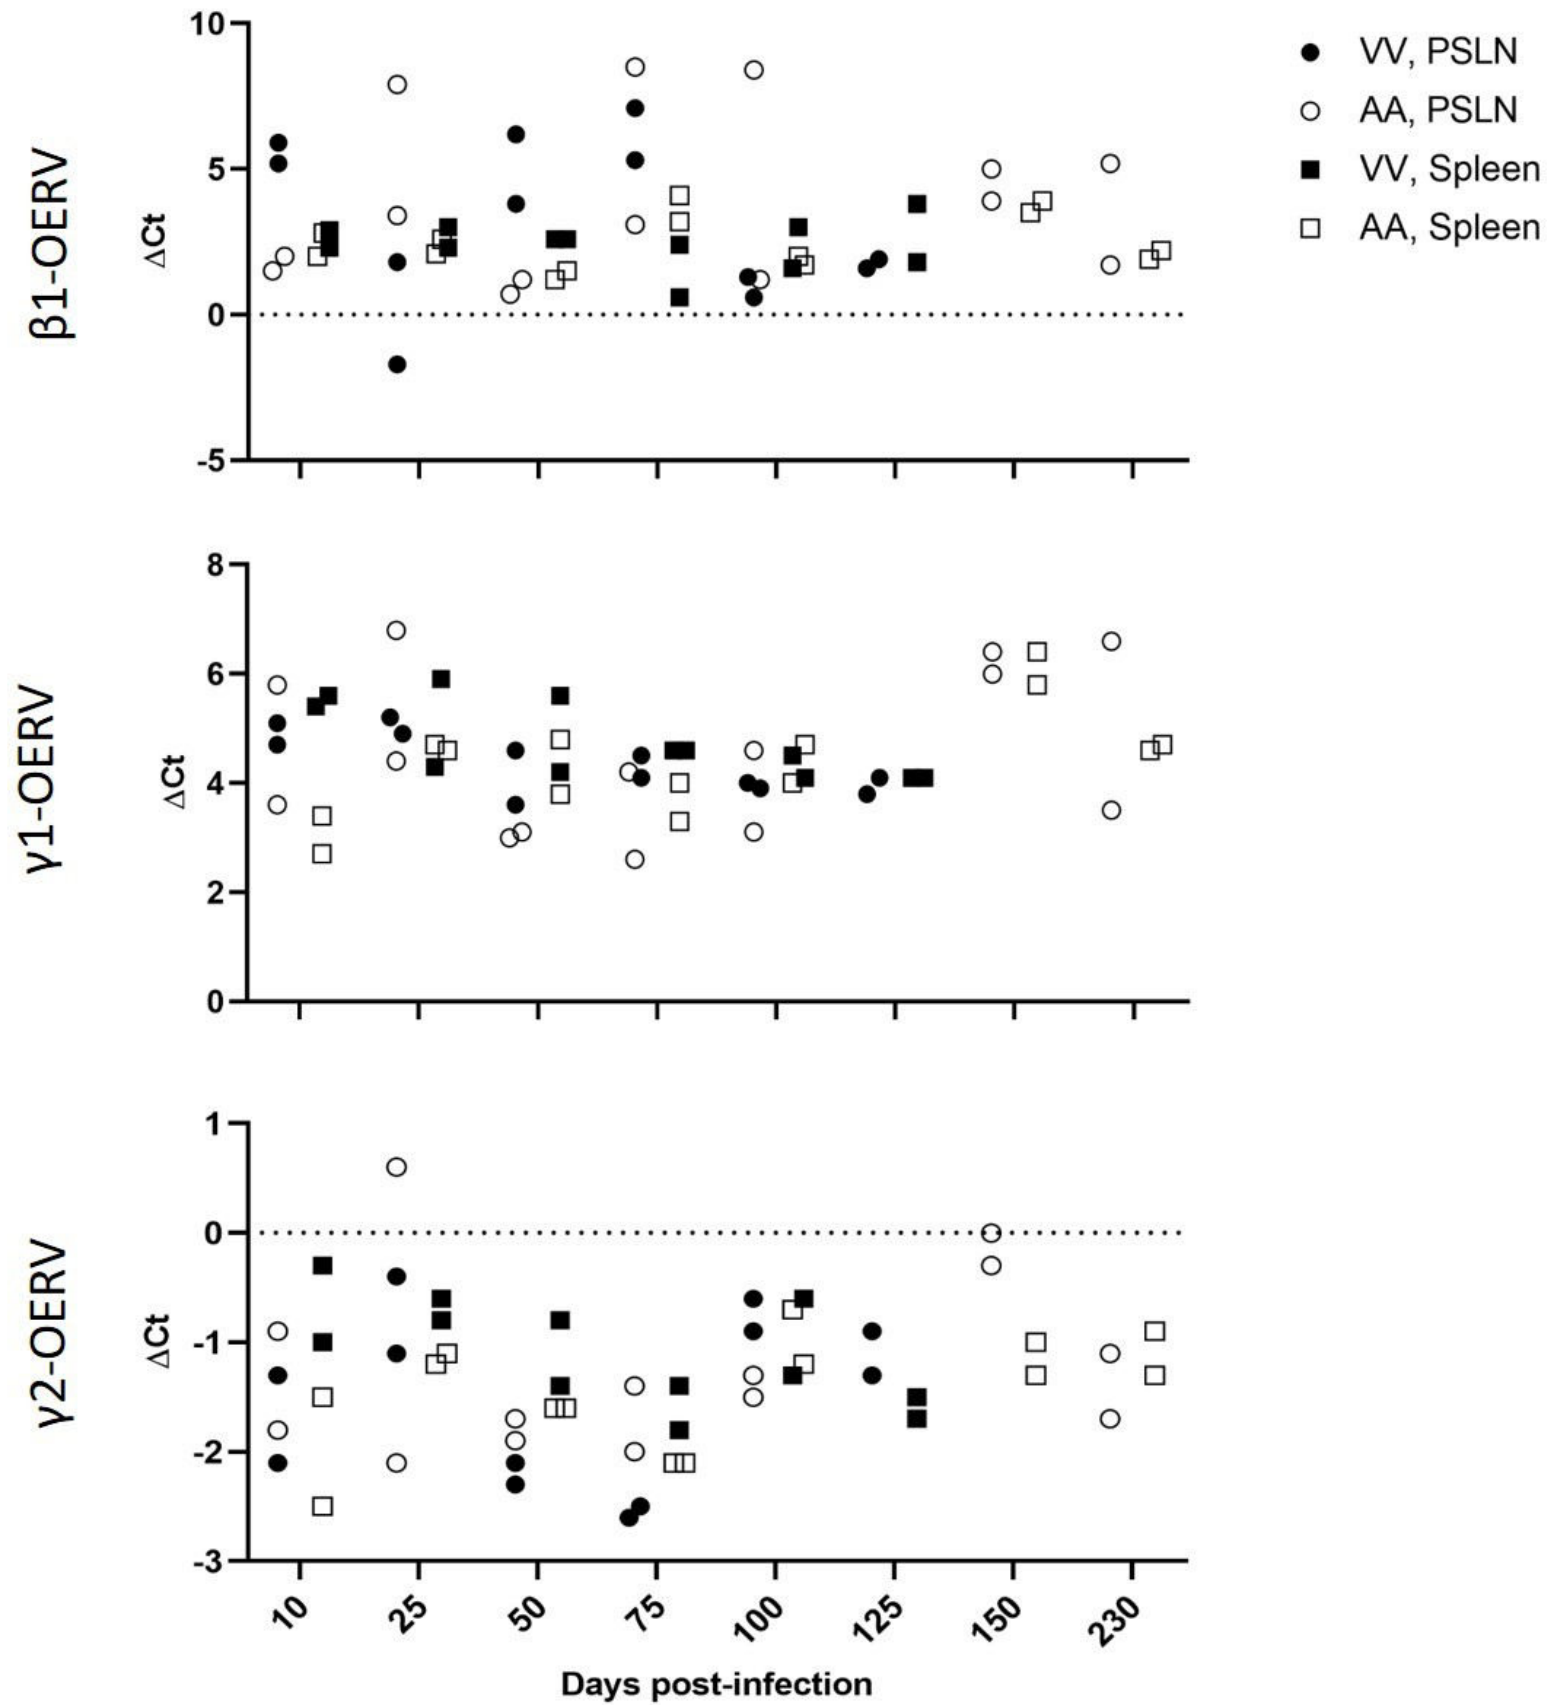 β1-OERV
ΔCt
10
5
0
-5
VV, PSLN
AA, PSLN
VV, Spleen
AA, Spleen
γ1-OERV
ΔCt
8
6
4
2
0
γ2-OERV
ΔCt
1
0
-1
-2
-3
10 25 50 75 100 125 150 230
Days post-infection